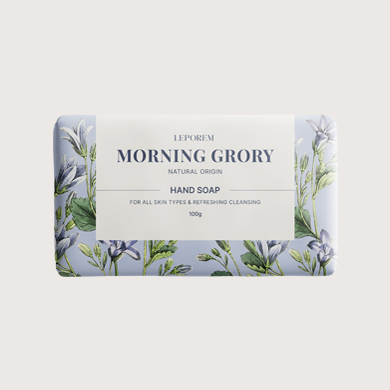 LEPOREM
MORNING GRORY
NATURAL ORIGIN
HAND SOAP
FOR ALL SKIN TYPES & REFRESHING CLEANSING
100g